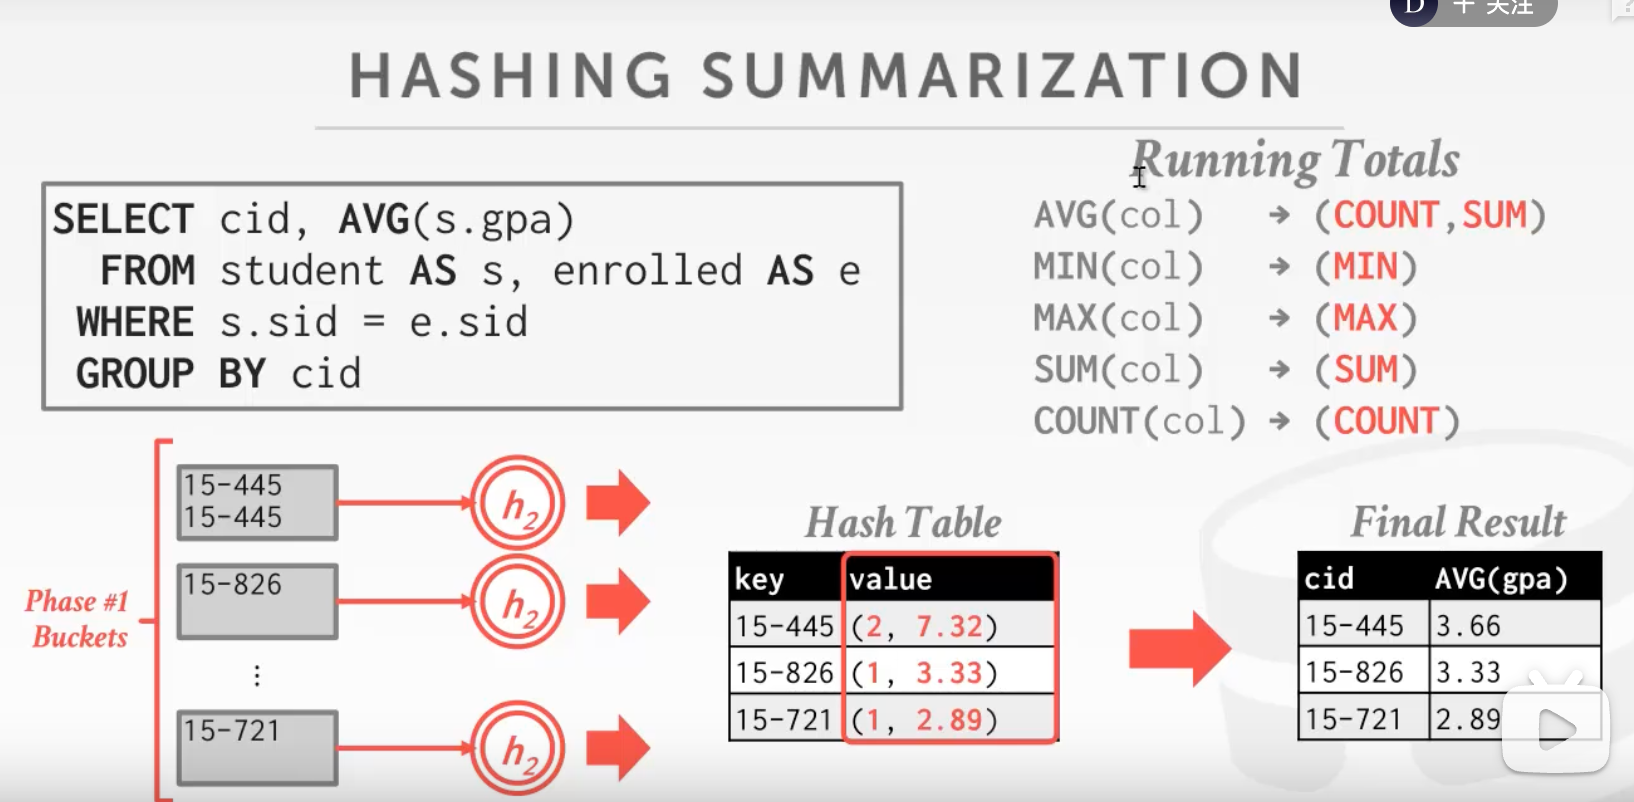 D + 关注
HASHING SUMMARIZATION
SELECT cid, AVG(s.gpa)
FROM student AS s, enrolled AS e
WHERE s.sid = e.sid
GROUP BY cid
Running Totals
AVG(col) → (COUNT,SUM)
MIN(col) → (MIN)
MAX(col) → (MAX)
SUM(col) → (SUM)
COUNT(col) → (COUNT)
Phase #1
Buckets
15-445
15-445
h2
15-826
h2
⋮
15-721
h2
Hash Table
key value
15-445 (2, 7.32)
15-826 (1, 3.33)
15-721 (1, 2.89)
Final Result
cid AVG(gpa)
15-445 3.66
15-826 3.33
15-721 2.89